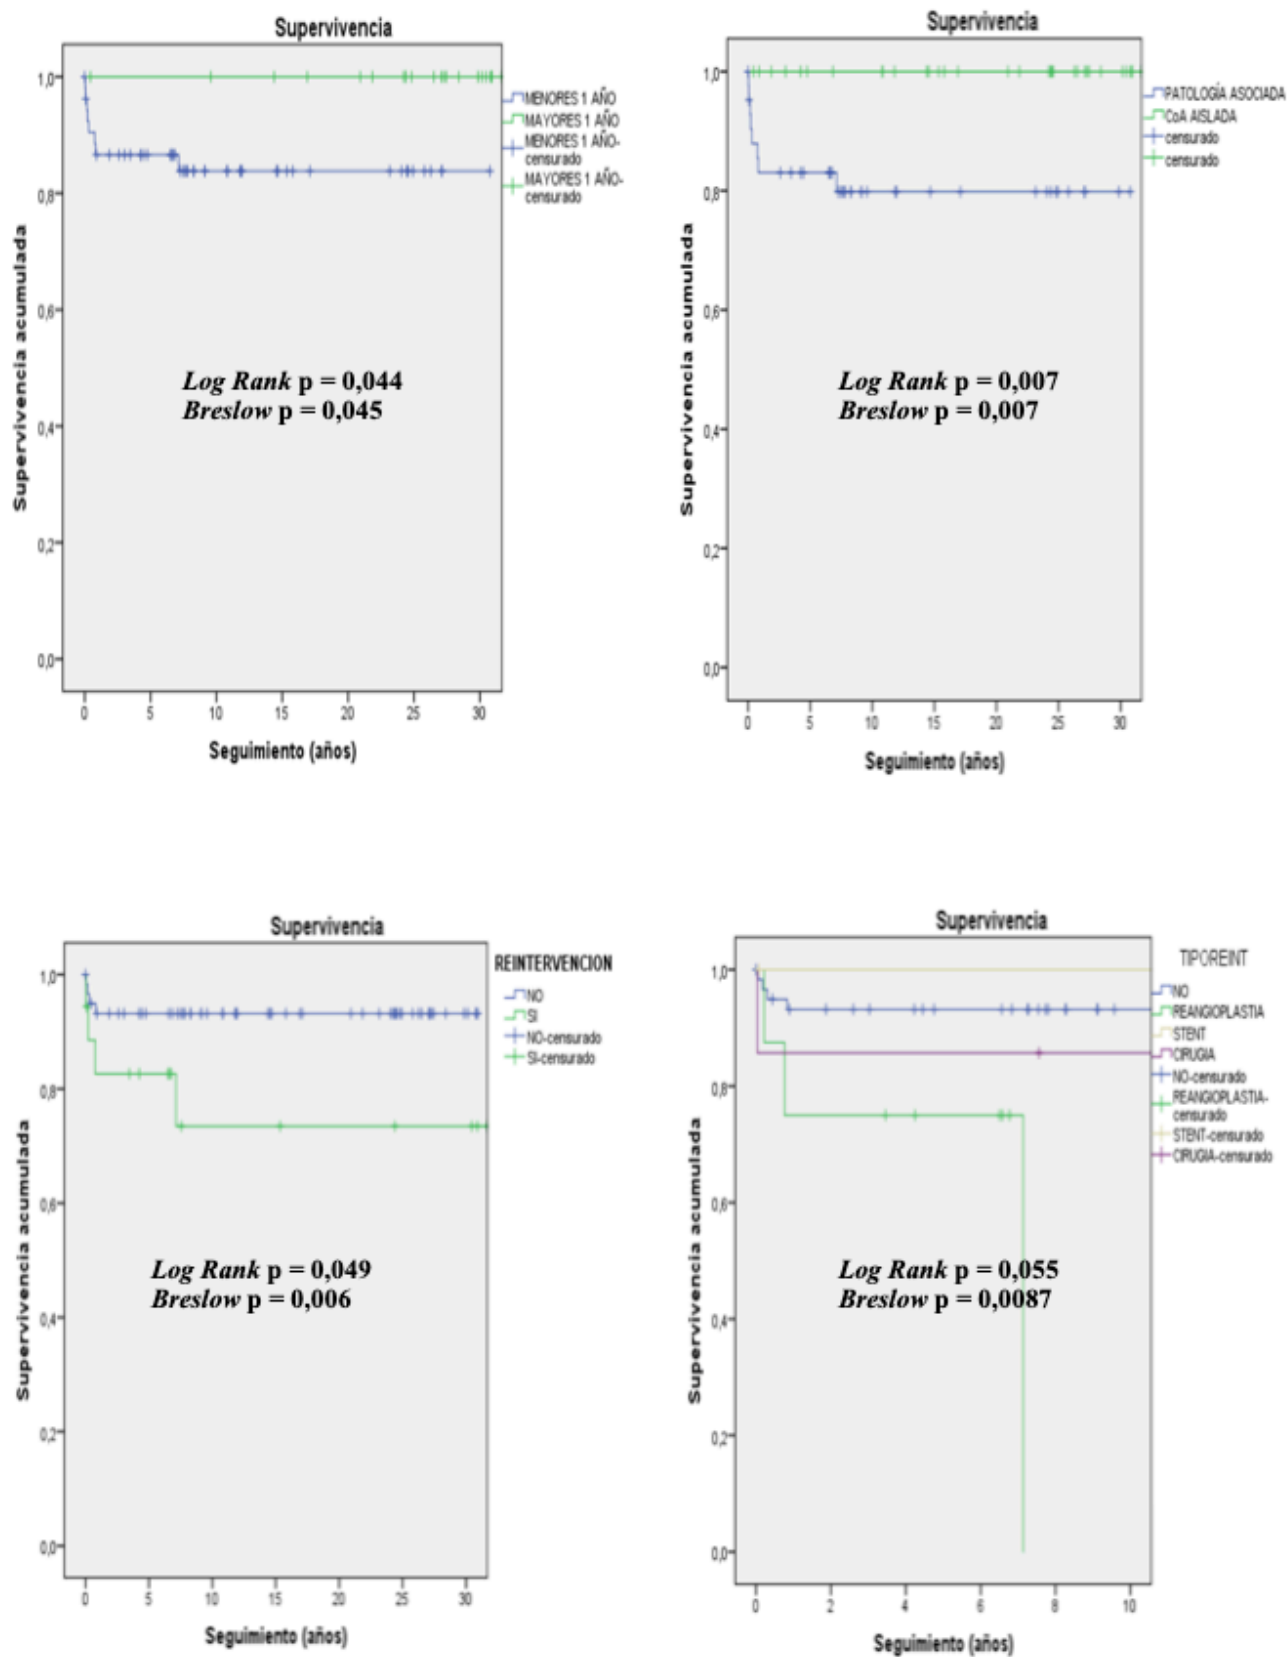 Supervivencia
1,0
0,8
0,6
0,4
0,2
0,0
Supervivencia acumulada
Log Rank p = 0,044
Breslow p = 0,045
0 5 10 15 20 25 30
Seguimiento (años)
MENORES 1 AÑO
MAYORES 1 AÑO
MENORES 1 AÑO-
censurado
MAYORES 1 AÑO-
censurado
Supervivencia
1,0
0,8
0,6
0,4
0,2
0,0
Supervivencia acumulada
Log Rank p = 0,007
Breslow p = 0,007
0 5 10 15 20 25 30
Seguimiento (años)
PATOLOGÍA ASOCIADA
CoA AISLADA
censurado
censurado
Supervivencia
1,0
0,8
0,6
0,4
0,2
0,0
Supervivencia acumulada
Log Rank p = 0,049
Breslow p = 0,006
0 5 10 15 20 25 30
Seguimiento (años)
REINTERVENCION
NO
SI
NO-censurado
SI-censurado
Supervivencia
1,0
0,8
0,6
0,4
0,2
0,0
Supervivencia acumulada
Log Rank p = 0,055
Breslow p = 0,0087
0 2 4 6 8 10
Seguimiento (años)
TIPOREINT
NO
REANGIOPLASTIA
STENT
CIRUGIA
NO-censurado
REANGIOPLASTIA-
censurado
STENT-censurado
CIRUGIA-censurado